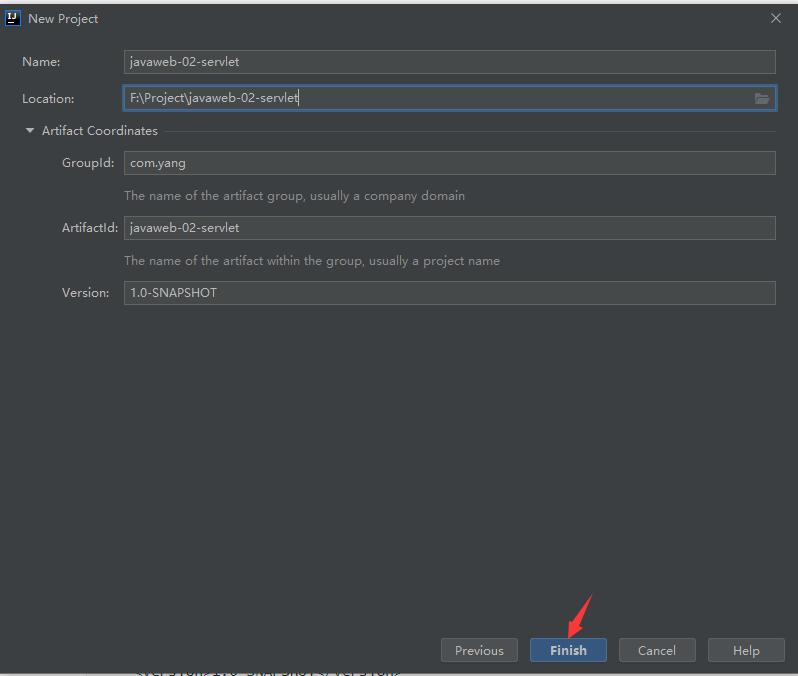 New Project
Name: javaweb-02-servlet
Location: F:\Project\javaweb-02-servlet
Artifact Coordinates
GroupId: com.yang
The name of the artifact group, usually a company domain
ArtifactId: javaweb-02-servlet
The name of the artifact within the group, usually a project name
Version: 1.0-SNAPSHOT
Previous Finish Cancel Help